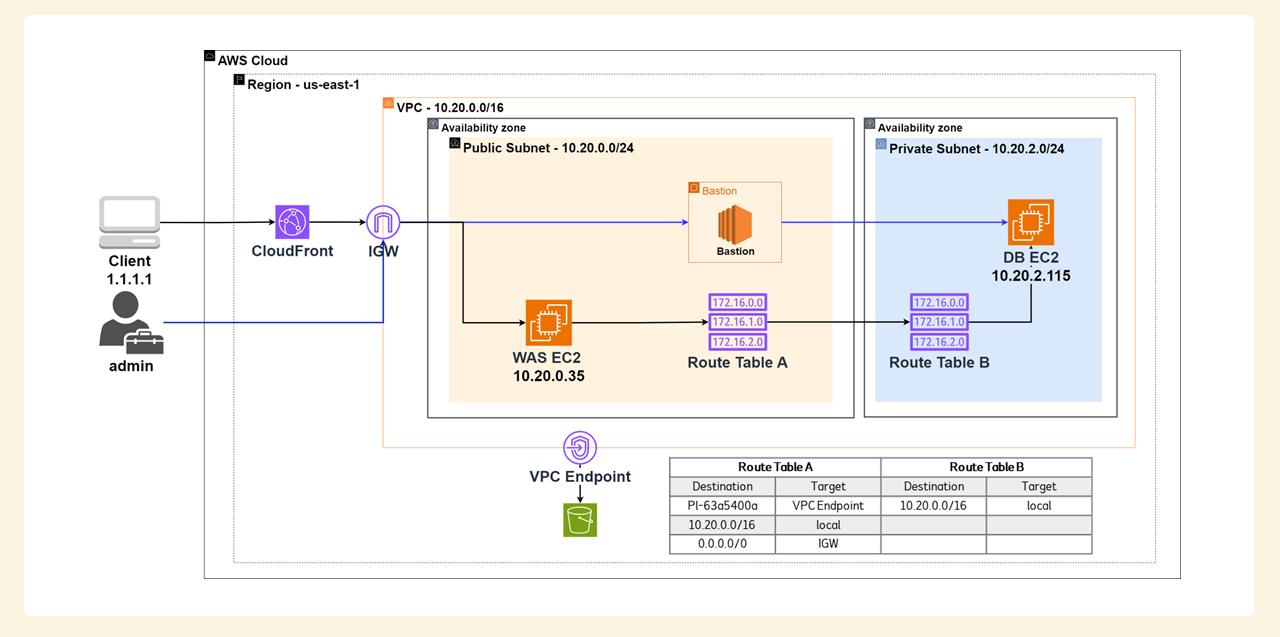 AWS Cloud
Region - us-east-1
VPC - 10.20.0.0/16
Availability zone
Public Subnet - 10.20.0.0/24
Availability zone
Private Subnet - 10.20.2.0/24
Client
1.1.1.1
admin
CloudFront
IGW
Bastion
Bastion
DB EC2
10.20.2.115
WAS EC2
10.20.0.35
172.16.0.0
172.16.1.0
172.16.2.0
Route Table A
172.16.0.0
172.16.1.0
172.16.2.0
Route Table B
VPC Endpoint
Route Table A Route Table B
Destination Target Destination Target
Pl-63a5400a VPC Endpoint 10.20.0.0/16 local
10.20.0.0/16 local
0.0.0.0/0 IGW